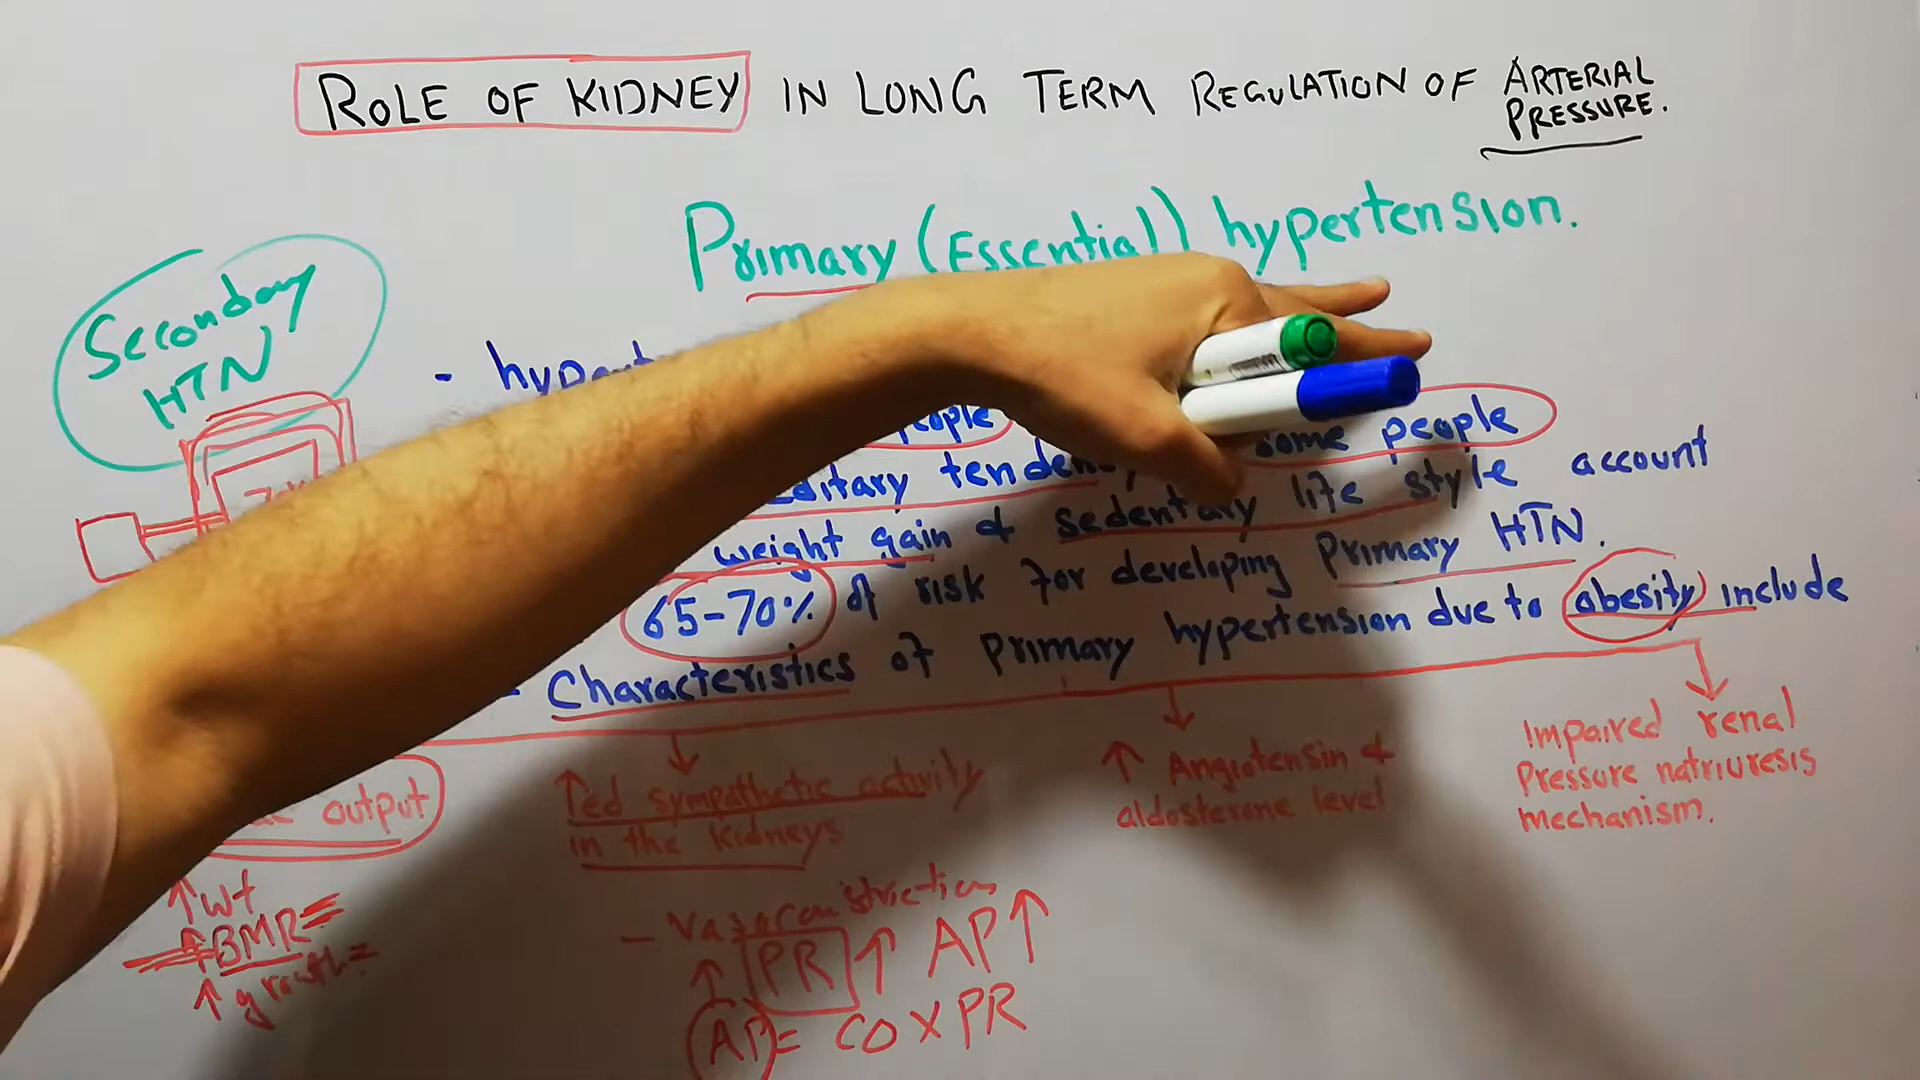 ROLE OF KIDNEY IN LONG TERM REGULATION OF ARTERIAL PRESSURE.
Primary (Essential) hypertension.
Secondary
HTN
-
people
tendency some people
weight gain & sedentary life style account
65-70% of risk for developing primary HTN.
- Characteristics of primary hypertension due to obesity include
output
↑ed sympathetic activity
in the kidneys
↑ Angiotensin &
aldosterone level
Impaired renal
Pressure natriuresis
mechanism.
↑ wt
↑ BMR
↑ growth
- Vasoconstriction
↑ PR ↑ AP ↑
AP = CO X PR